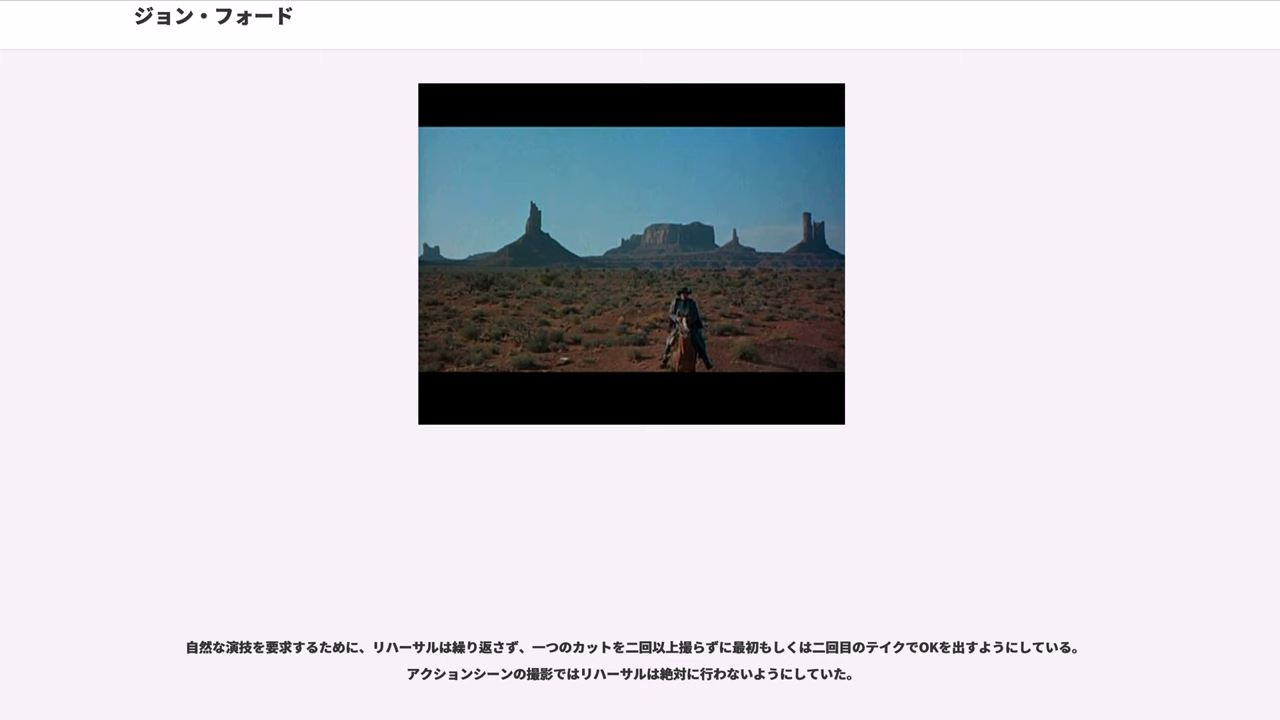 ジョン・フォード
自然な演技を要求するために、リハーサルは繰り返さず、一つのカットを二回以上撮らずに最初もしくは二回目のテイクでOKを出すようにしている。
アクションシーンの撮影ではリハーサルは絶対に行わないようにしていた。